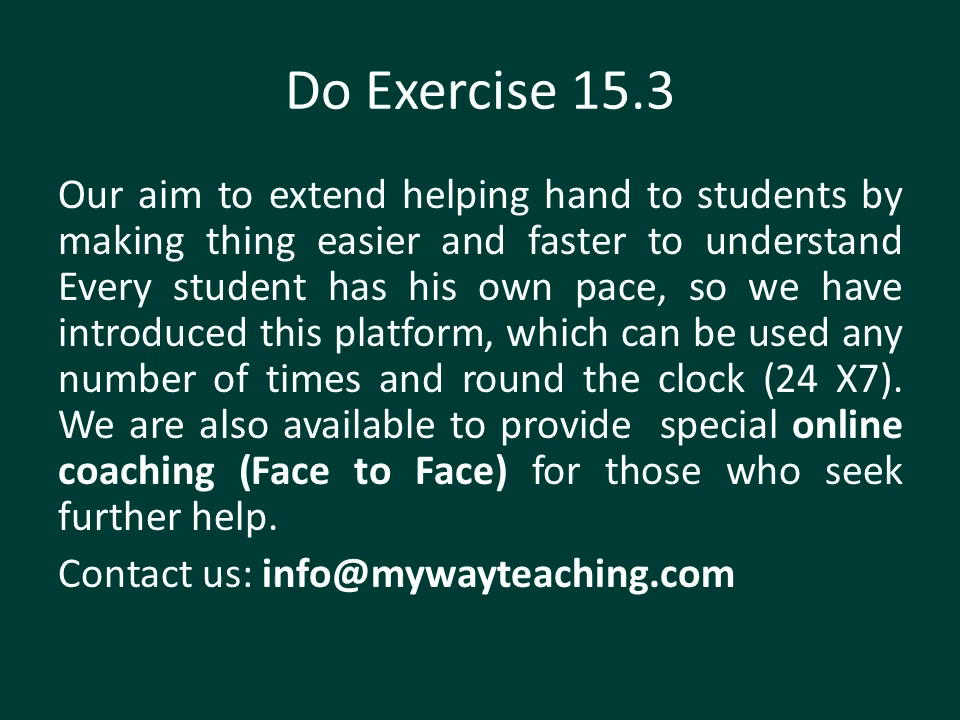 Do Exercise 15.3
Our aim to extend helping hand to students by
making thing easier and faster to understand
Every student has his own pace, so we have
introduced this platform, which can be used any
number of times and round the clock (24 X7).
We are also available to provide  special online
coaching (Face to Face) for those who seek
further help.
Contact us: info@mywayteaching.com